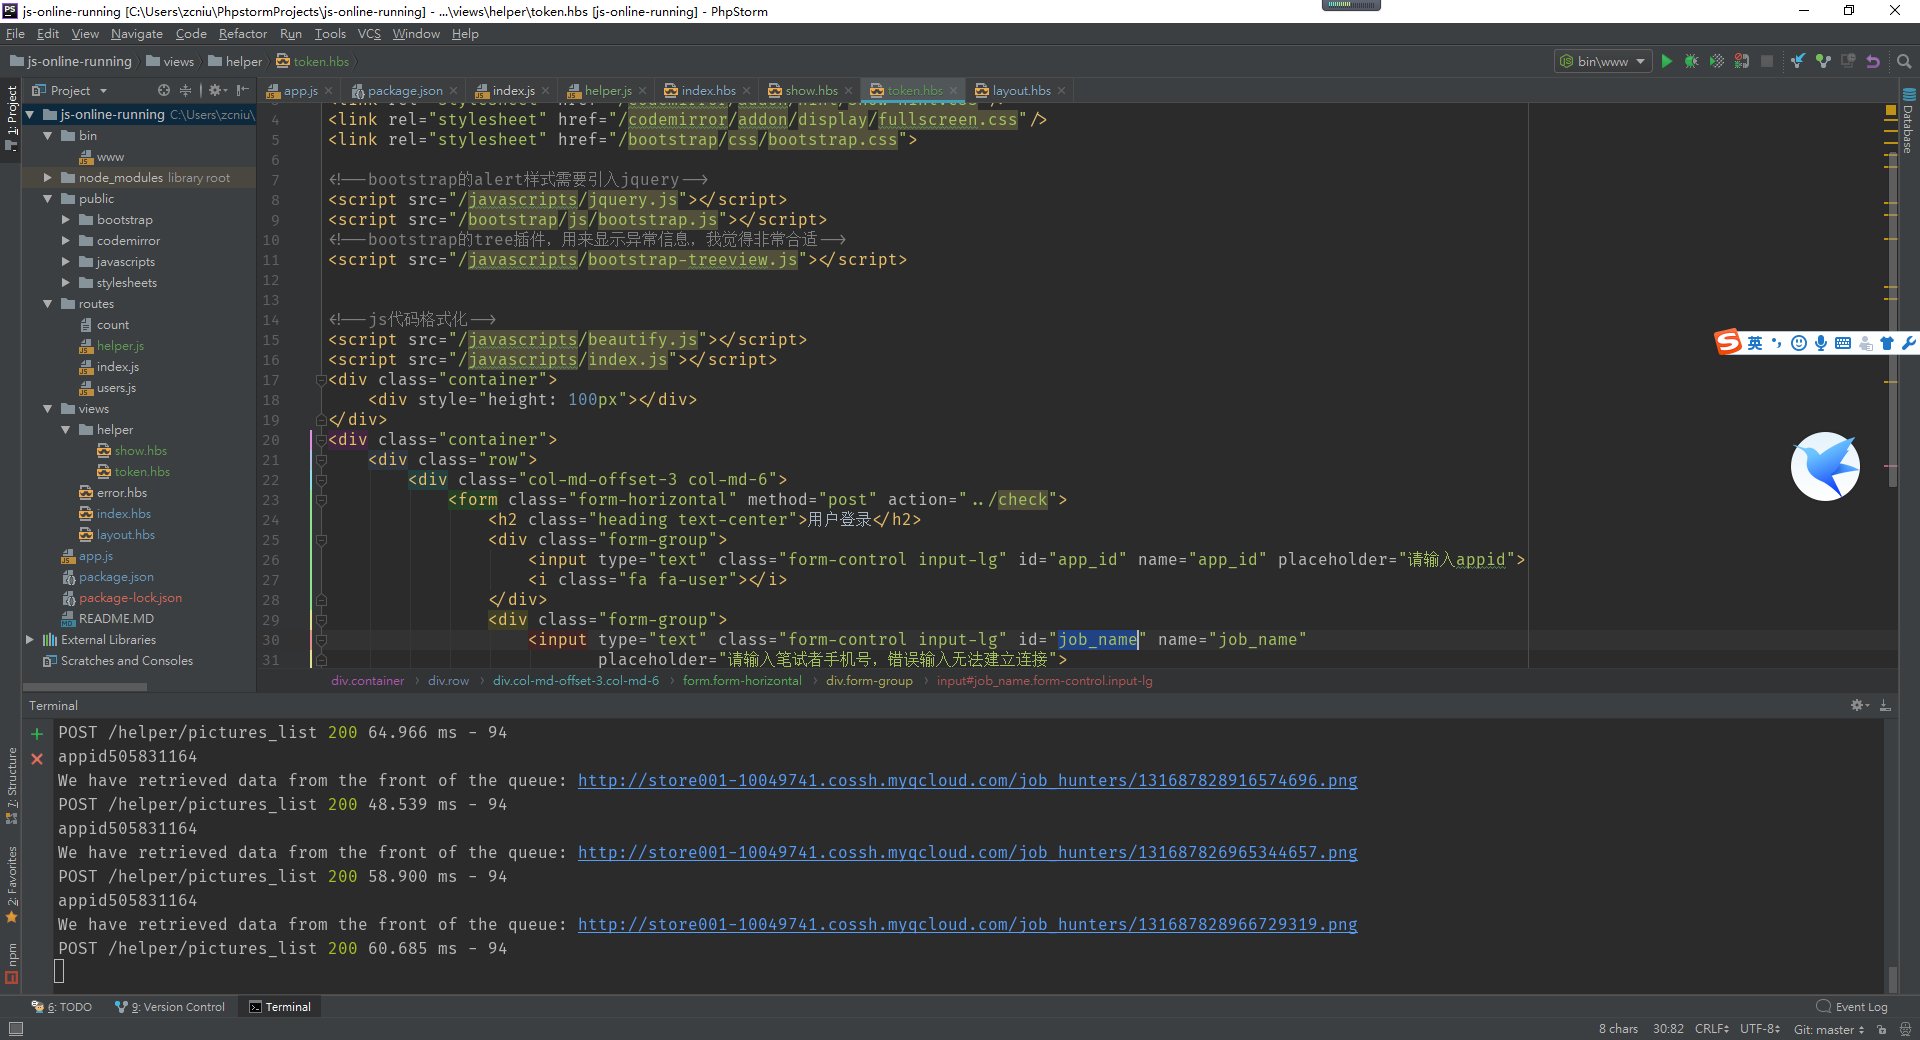 js-online-running [C:\Users\zcniu\PhpstormProjects\js-online-running] - ...\views\helper\token.hbs [js-online-running] - PhpStorm
File Edit View Navigate Code Refactor Run Tools VCS Window Help
js-online-running views helper token.hbs bin\www
Project
app.js package.json index.js helper.js index.hbs show.hbs token.hbs layout.hbs
1: Project
js-online-running C:\Users\zcniu\
bin
www
node_modules library root
public
bootstrap
codemirror
javascripts
stylesheets
routes
count
helper.js
index.js
users.js
views
helper
show.hbs
token.hbs
error.hbs
index.hbs
layout.hbs
app.js
package.json
package-lock.json
README.MD
External Libraries
Scratches and Consoles
4 <link rel="stylesheet" href="/codemirror/addon/display/fullscreen.css"/>
5 <link rel="stylesheet" href="/bootstrap/css/bootstrap.css">
6
7 <!--bootstrap的alert样式需要引入jquery-->
8 <script src="/javascripts/jquery.js"></script>
9 <script src="/bootstrap/js/bootstrap.js"></script>
10 <!--bootstrap的tree插件，用来显示异常信息，我觉得非常合适-->
11 <script src="/javascripts/bootstrap-treeview.js"></script>
12
13
14 <!--js代码格式化-->
15 <script src="/javascripts/beautify.js"></script>
16 <script src="/javascripts/index.js"></script>
17 <div class="container">
18 <div style="height: 100px"></div>
19 </div>
20 <div class="container">
21 <div class="row">
22 <div class="col-md-offset-3 col-md-6">
23 <form class="form-horizontal" method="post" action="../check">
24 <h2 class="heading text-center">用户登录</h2>
25 <div class="form-group">
26 <input type="text" class="form-control input-lg" id="app_id" name="app_id" placeholder="请输入appid">
27 <i class="fa fa-user"></i>
28 </div>
29 <div class="form-group">
30 <input type="text" class="form-control input-lg" id="job_name" name="job_name"
31 placeholder="请输入笔试者手机号，错误输入无法建立连接">
div.container div.row div.col-md-offset-3.col-md-6 form.form-horizontal div.form-group input#job_name.form-control.input-lg
Database
英
Terminal
POST /helper/pictures_list 200 64.966 ms - 94
appid505831164
We have retrieved data from the front of the queue: http://store001-10049741.cossh.myqcloud.com/job_hunters/131687828916574696.png
POST /helper/pictures_list 200 48.539 ms - 94
appid505831164
We have retrieved data from the front of the queue: http://store001-10049741.cossh.myqcloud.com/job_hunters/131687826965344657.png
POST /helper/pictures_list 200 58.900 ms - 94
appid505831164
We have retrieved data from the front of the queue: http://store001-10049741.cossh.myqcloud.com/job_hunters/131687828966729319.png
POST /helper/pictures_list 200 60.685 ms - 94
7: Structure
2: Favorites
npm
6: TODO 9: Version Control Terminal Event Log
8 chars 30:82 CRLF UTF-8 Git: master